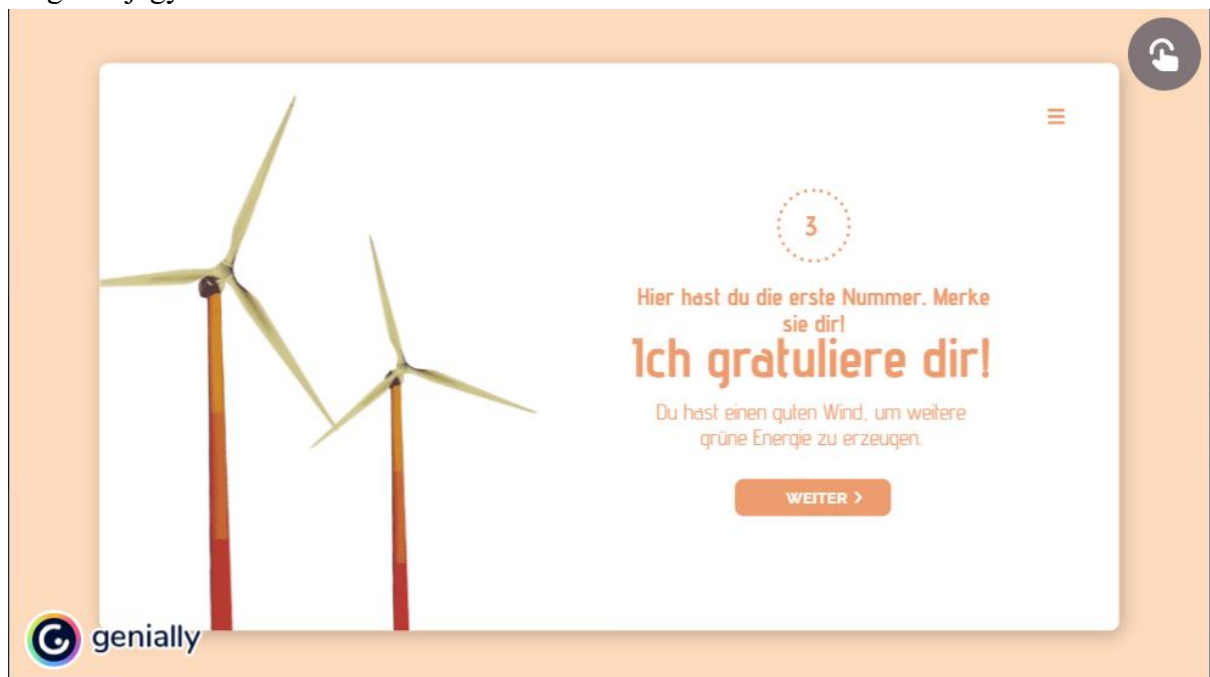 3
Hier hast du die erste Nummer. Merke
sie dir!
Ich gratuliere dir!
Du hast einen guten Wind, um weitere
grüne Energie zu erzeugen.
WEITER >
genially